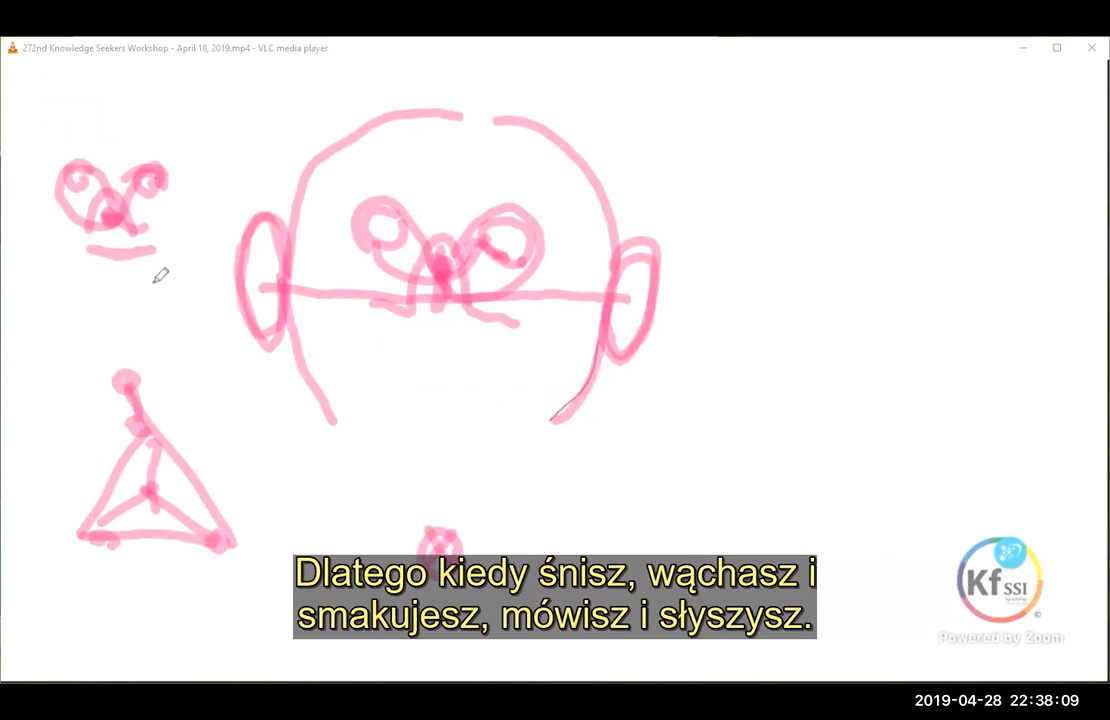 272nd Knowledge Seekers Workshop - April 18, 2019.mp4 - VLC media player
Dlatego kiedy śnisz, wąchasz i
smakujesz, mówisz i słyszysz.
Kf SSI
©
Powered by Zoom
2019-04-28 22:38:09